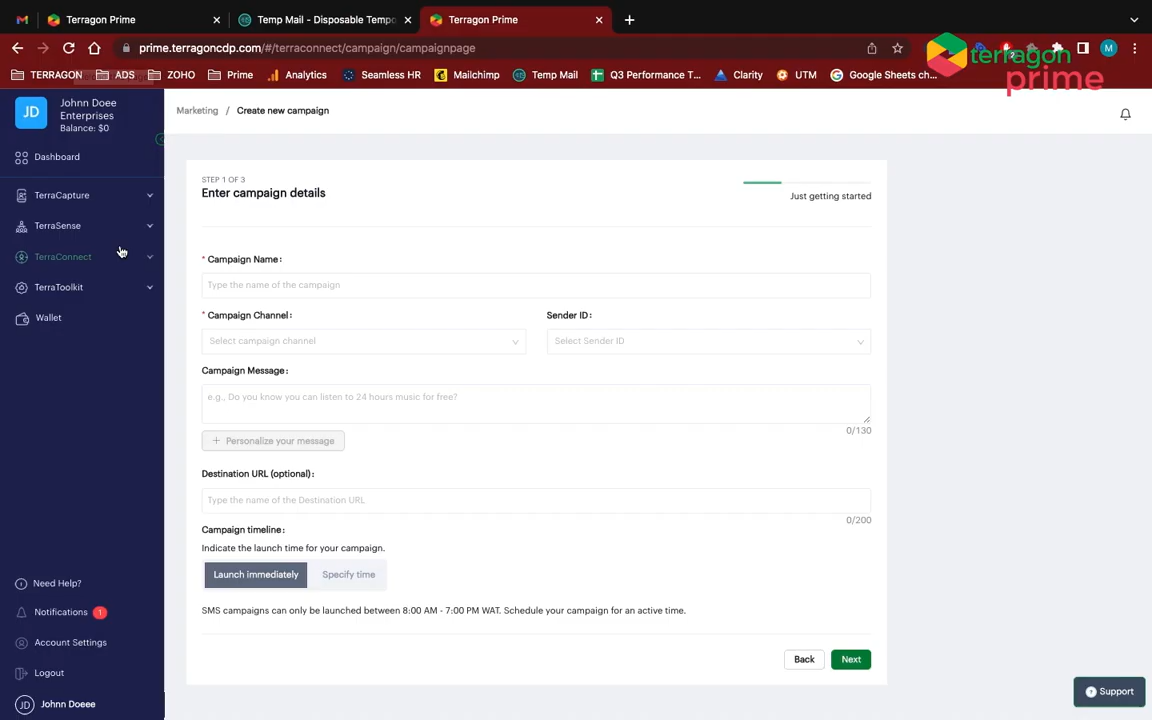 Terragon Prime
Temp Mail - Disposable Tempo
Terragon Prime
prime.terragoncdp.com/#/terraconnect/campaign/campaignpage
M
TERRAGON
ADS
ZOHO
Prime
Analytics
Seamless HR
Mailchimp
Temp Mail
Q3 Performance T...
Clarity
UTM
Google Sheets ch...
terragon
prime
JD
Johnn Doee
Enterprises
Balance: $0
Marketing / Create new campaign
Dashboard
TerraCapture
TerraSense
TerraConnect
TerraToolkit
Wallet
STEP 1 OF 3
Enter campaign details
Just getting started
* Campaign Name:
Type the name of the campaign
* Campaign Channel:
Sender ID:
Select campaign channel
Select Sender ID
Campaign Message:
e.g., Do you know you can listen to 24 hours music for free?
0/130
+ Personalize your message
Destination URL (optional):
Type the name of the Destination URL
0/200
Campaign timeline:
Indicate the launch time for your campaign.
Launch immediately
Specify time
SMS campaigns can only be launched between 8:00 AM - 7:00 PM WAT. Schedule your campaign for an active time.
Back
Next
Need Help?
Notifications 1
Account Settings
Logout
JD Johnn Doeee
Support